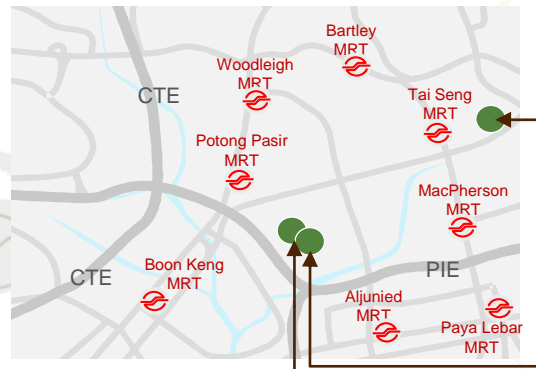 Bartley
MRT
Woodleigh
MRT
CTE
Tai Seng
MRT
Potong Pasir
MRT
MacPherson
MRT
CTE
Boon Keng
MRT
PIE
Aljunied
MRT
Paya Lebar
MRT